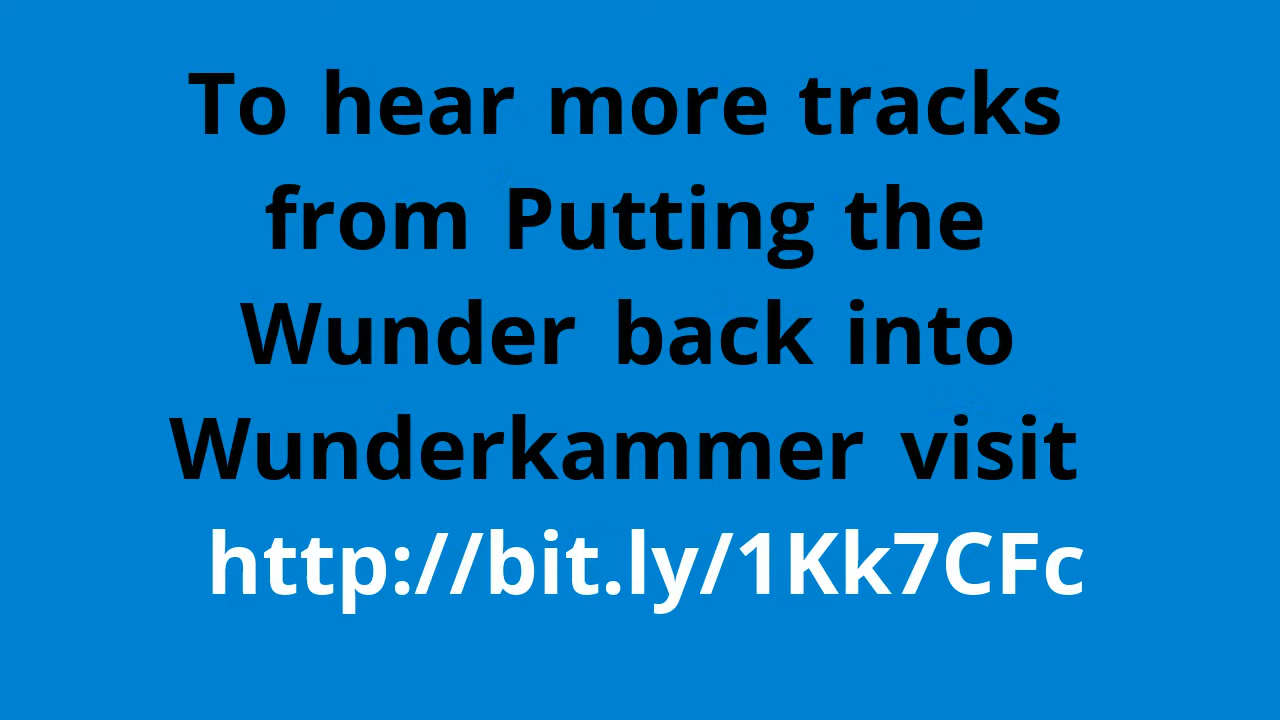 To hear more tracks
from Putting the
Wunder back into
Wunderkammer visit
http://bit.ly/1Kk7CFc